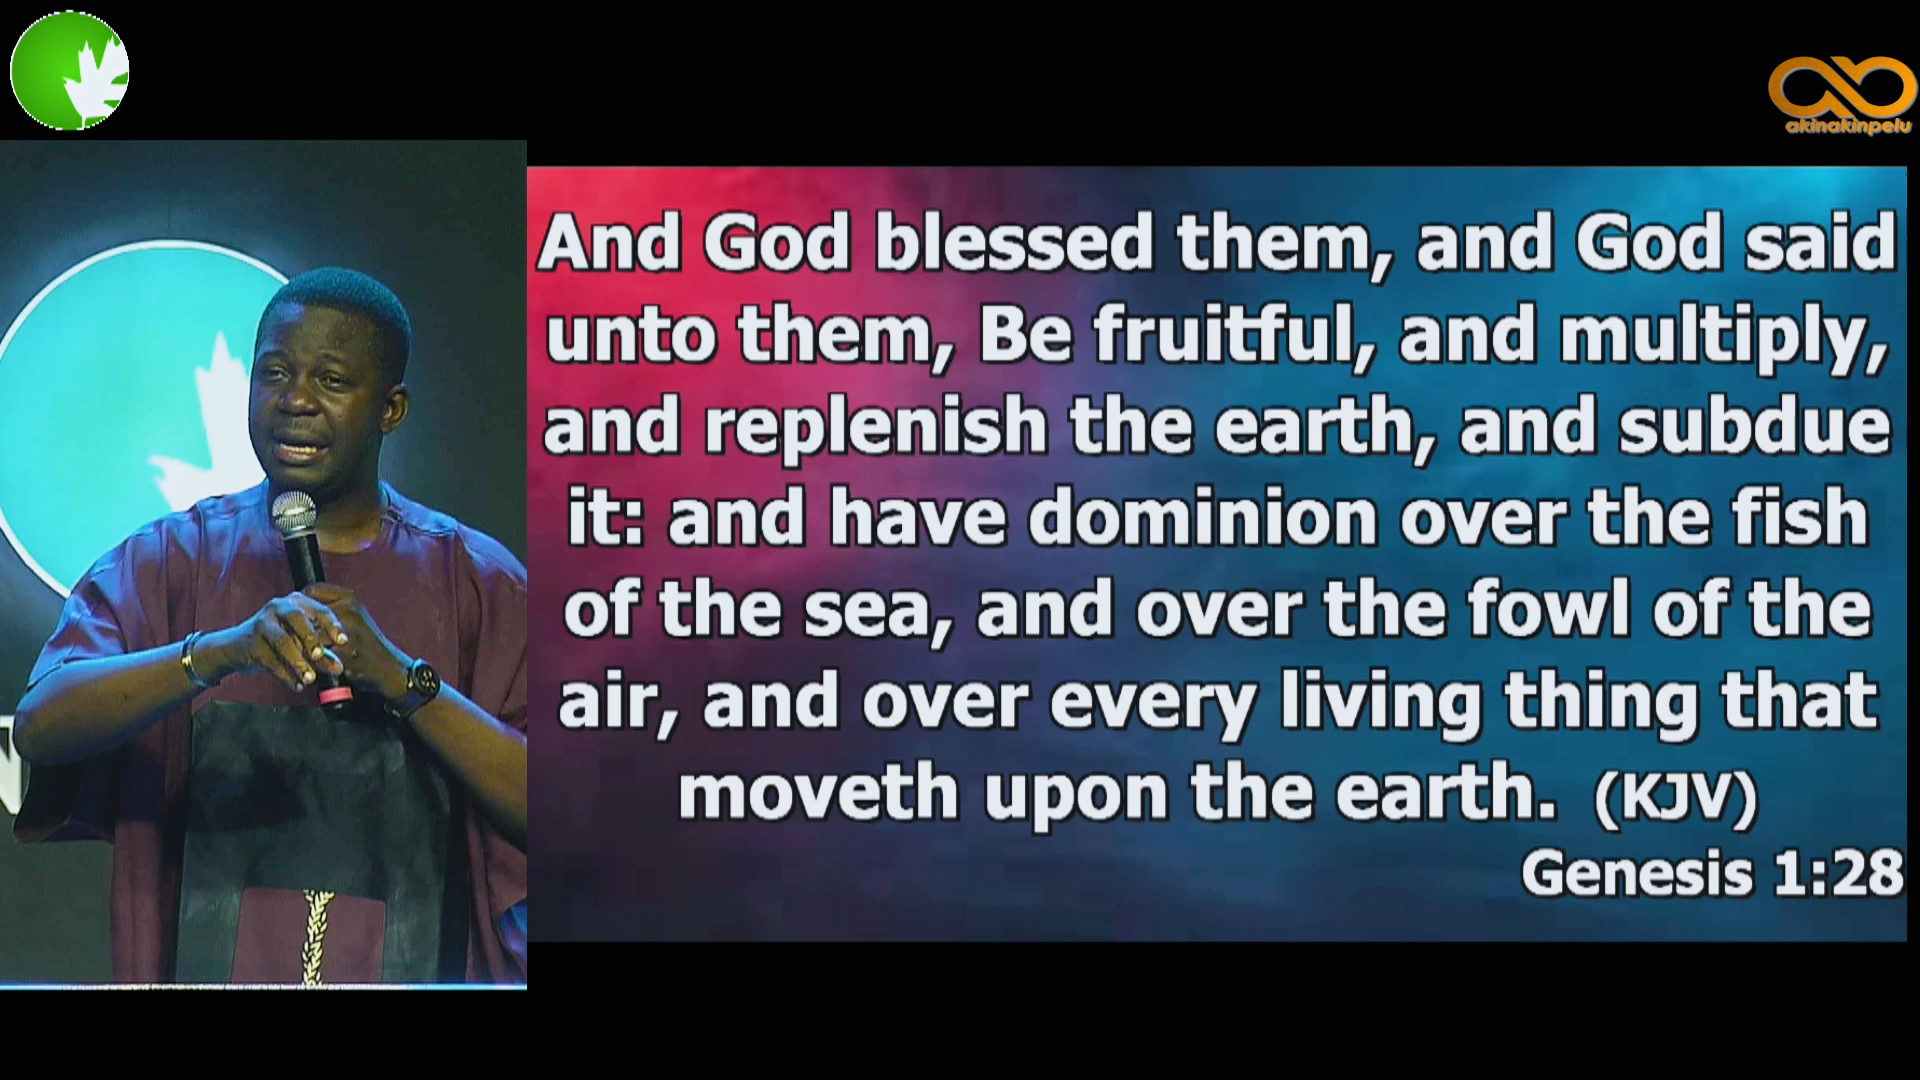 akinakinpelu
And God blessed them, and God said
unto them, Be fruitful, and multiply,
and replenish the earth, and subdue
it: and have dominion over the fish
of the sea, and over the fowl of the
air, and over every living thing that
moveth upon the earth. (KJV)
Genesis 1:28